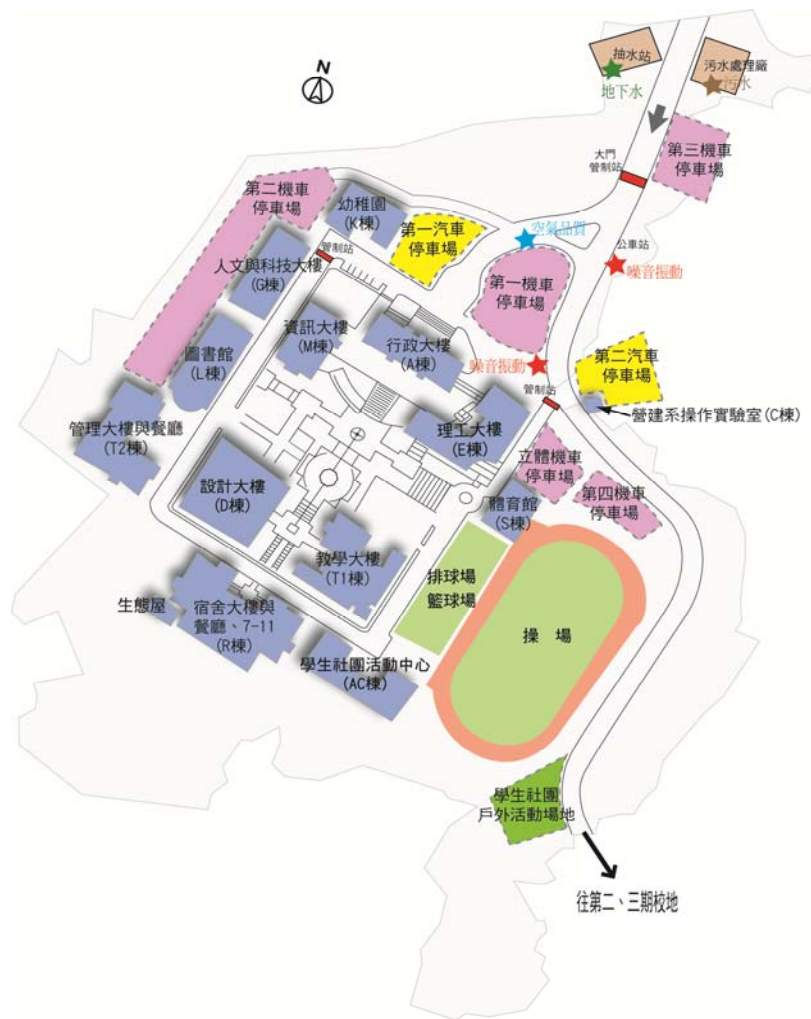 N
抽水站
地下水
污水處理廠
污水
大門
管制站
第三機車
停車場
第二機車
停車場
幼稚園
(K棟)
第一汽車
停車場
空氣品質
公車站
噪音振動
人文與科技大樓
(G棟)
管制站
第一機車
停車場
資訊大樓
(M棟)
行政大樓
(A棟)
圖書館
(L棟)
噪音振動
第二汽車
停車場
管制站
營建系操作實驗室(C棟)
管理大樓與餐廳
(T2棟)
理工大樓
(E棟)
立體機車
停車場
第四機車
停車場
設計大樓
(D棟)
體育館
(S棟)
教學大樓
(T1棟)
排球場
籃球場
生態屋
宿舍大樓與
餐廳、7-11
(R棟)
操 場
學生社團活動中心
(AC棟)
學生社團
戶外活動場地
往第二、三期校地